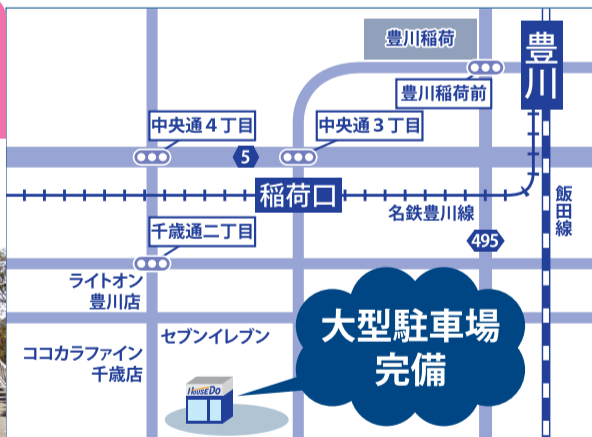 豊川稲荷
豊川
豊川稲荷前
中央通4丁目
中央通3丁目
5
稲荷口
名鉄豊川線
飯田線
千歳通二丁目
495
ライトオン
豊川店
大型駐車場
完備
セブンイレブン
ココカラファイン
千歳店
HOUSEDO